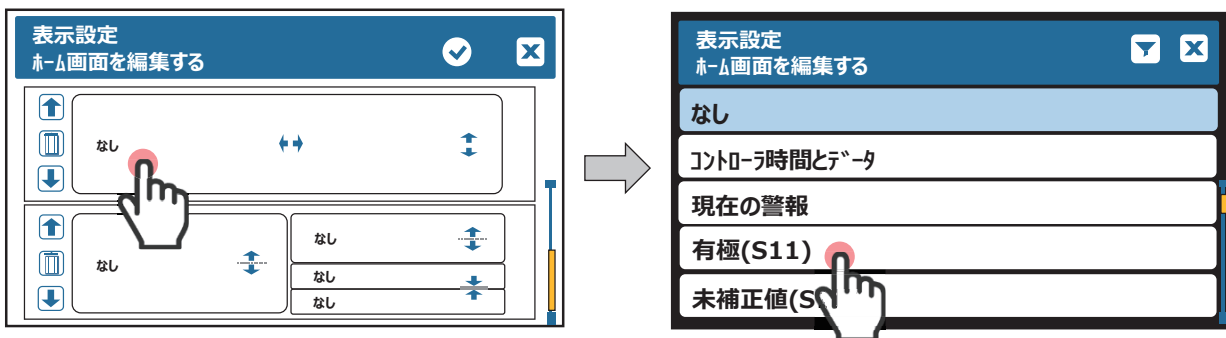 表示設定
ﾎｰﾑ画面を編集する
なし
なし
なし
なし
なし
表示設定
ﾎｰﾑ画面を編集する
なし
ｺﾝﾄﾛｰﾗ時間とﾃﾞｰﾀ
現在の警報
有極(S11)
未補正値(S